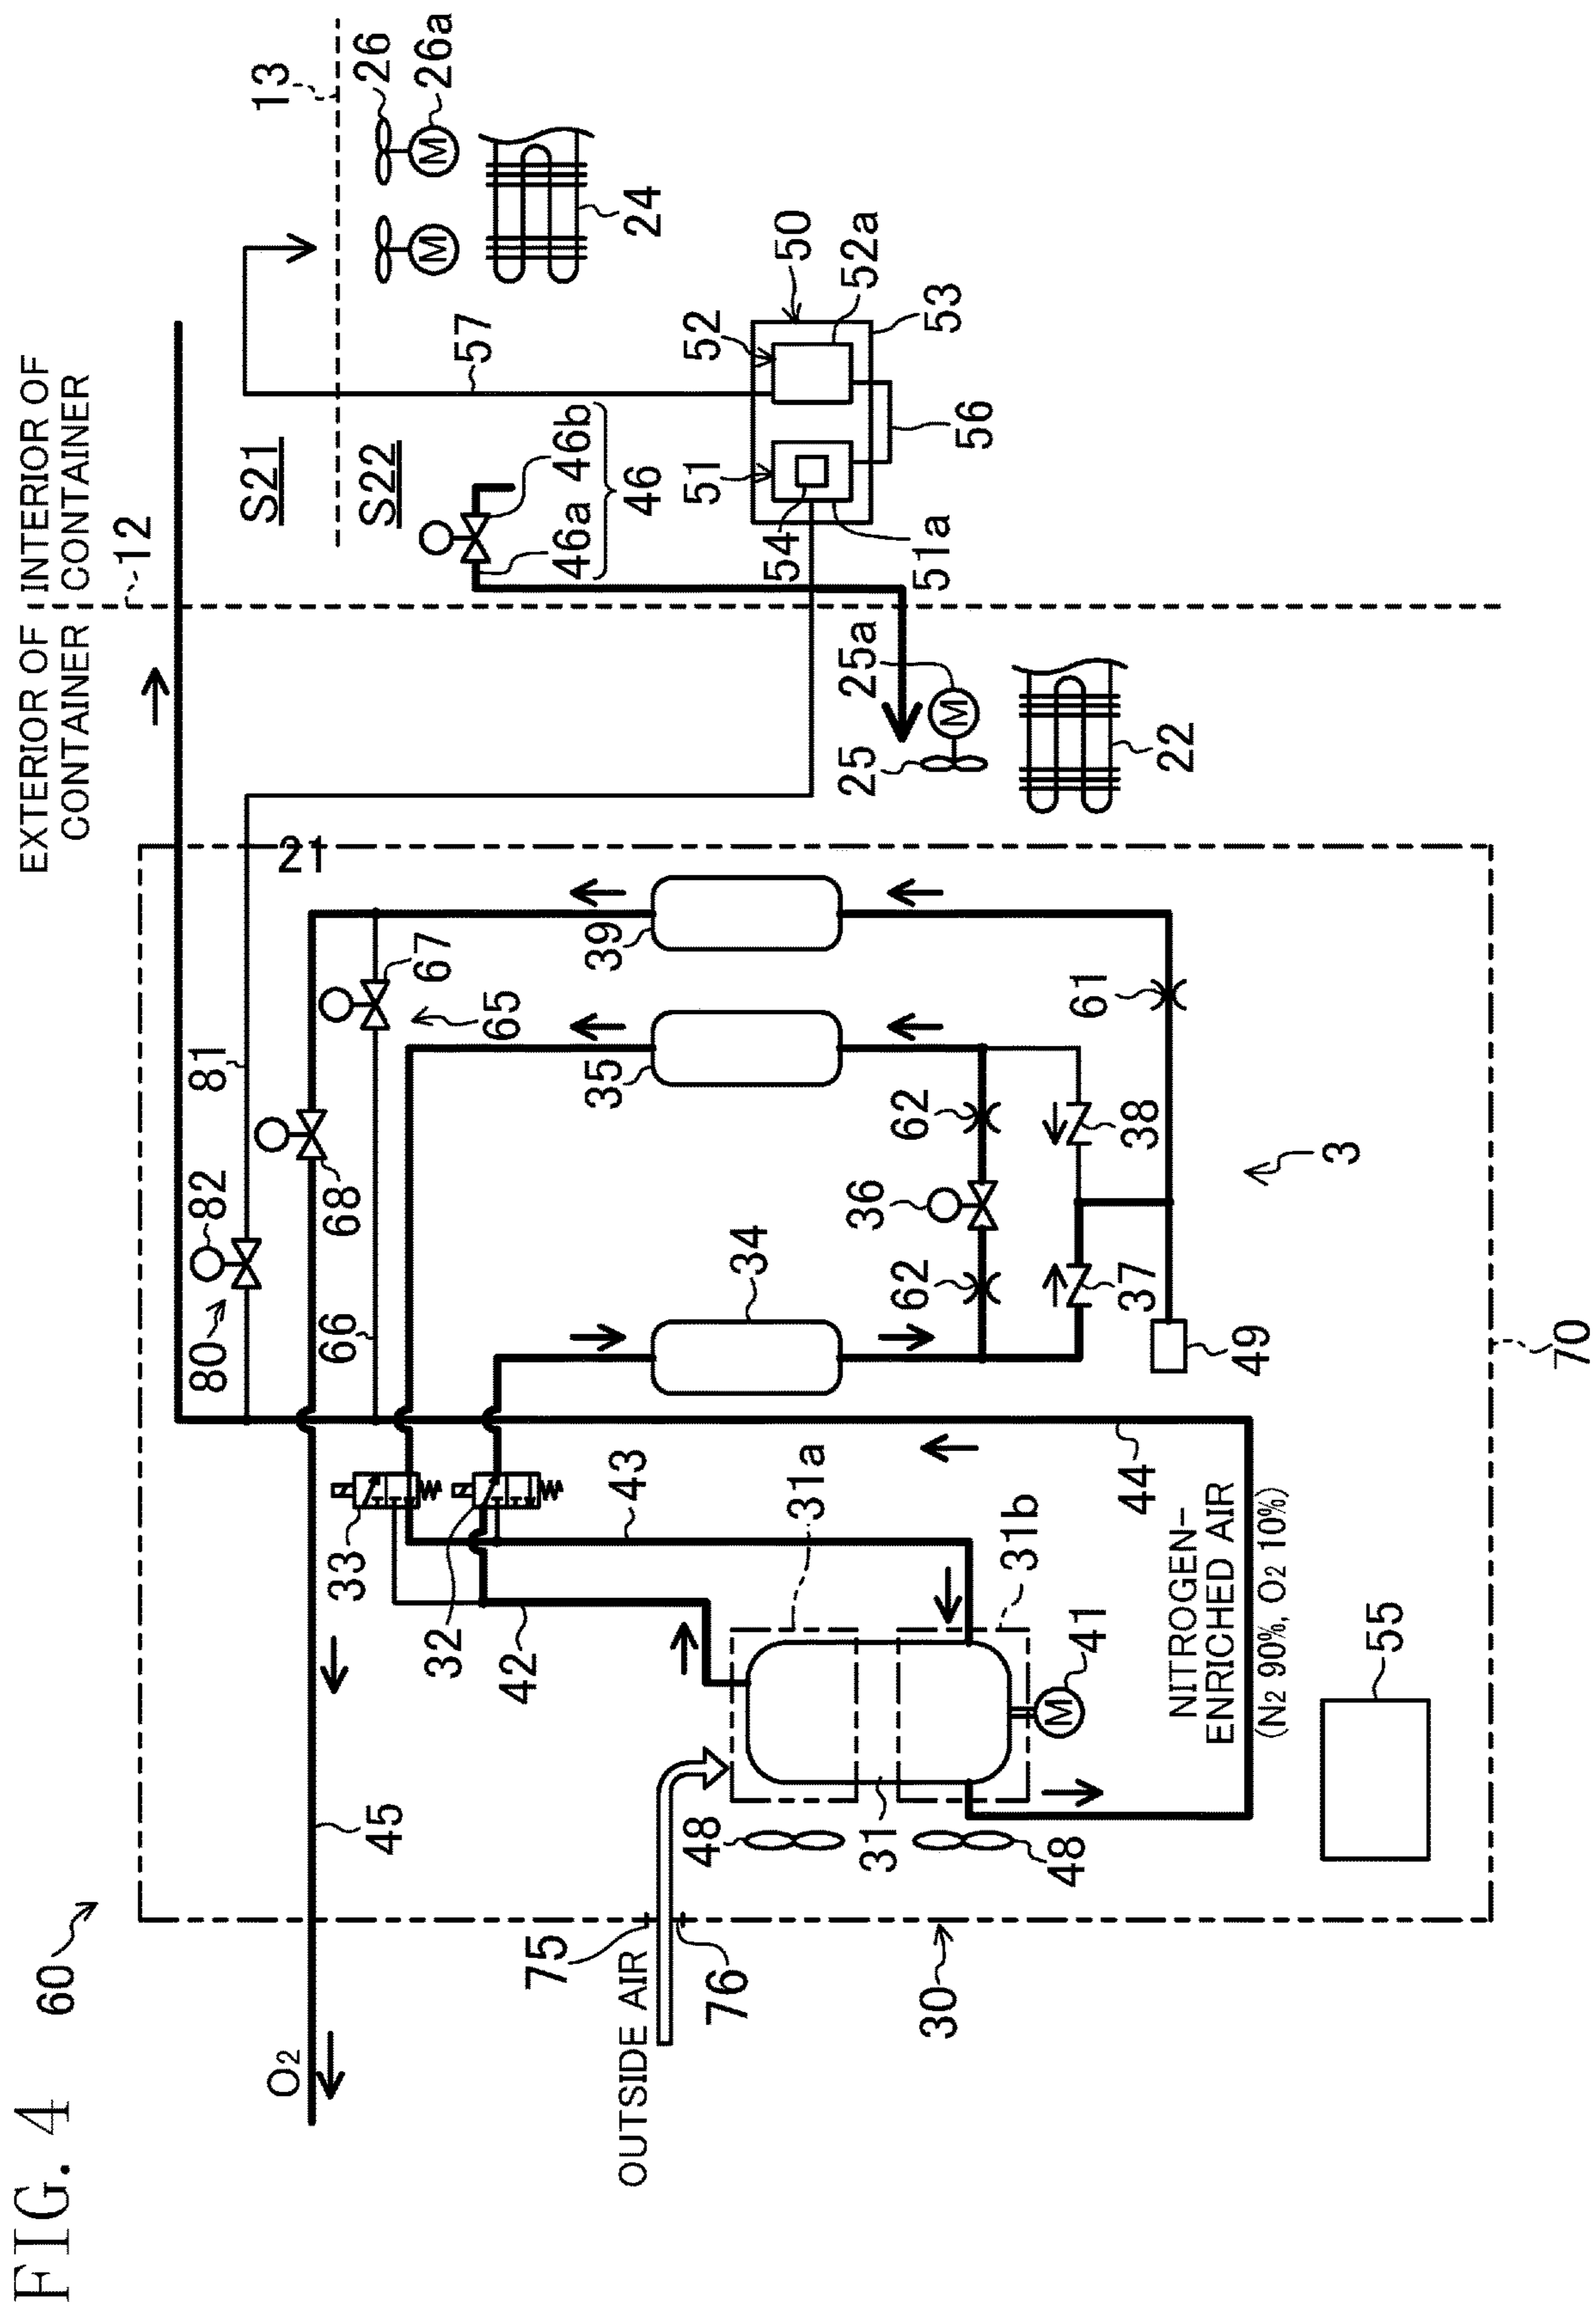 FIG. 4
60
EXTERIOR OF
CONTAINER
INTERIOR OF
CONTAINER
12
13
S21
S22
26
26a
M
M
24
57
46a
46b
46
50
52
52a
53
51
54
51a
56
25a
25
M
22
21
81
82
80
67
65
68
66
39
35
34
61
62
36
62
38
37
49
3
70
33
32
42
43
44
31a
31b
31
41
M
48
48
45
O2
75
76
OUTSIDE AIR
30
NITROGEN-
ENRICHED AIR
(N2 90%, O2 10%)
55